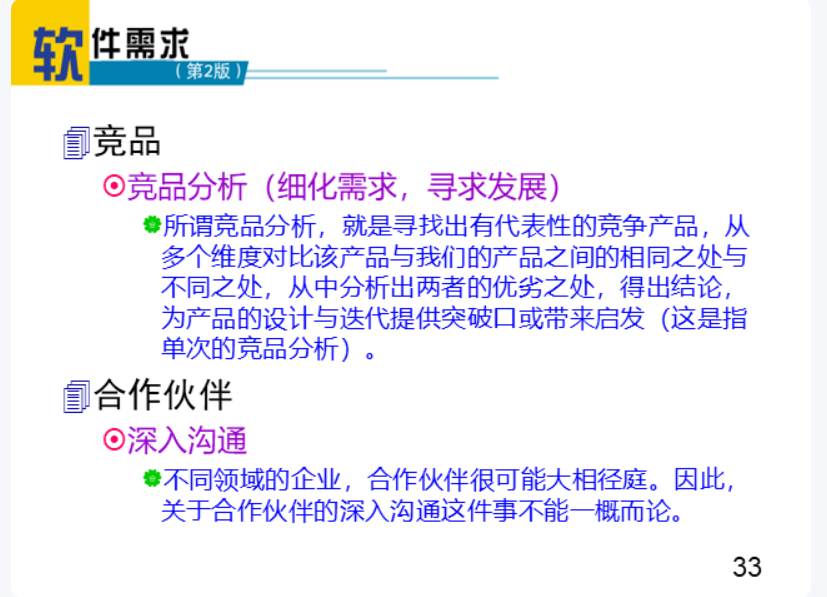 软件需求
（第2版）
竞品
竞品分析（细化需求，寻求发展）
所谓竞品分析，就是寻找出有代表性的竞争产品，从
多个维度对比该产品与我们的产品之间的相同之处与
不同之处，从中分析出两者的优劣之处，得出结论，
为产品的设计与迭代提供突破口或带来启发（这是指
单次的竞品分析）。
合作伙伴
深入沟通
不同领域的企业，合作伙伴很可能大相径庭。因此，
关于合作伙伴的深入沟通这件事不能一概而论。
33